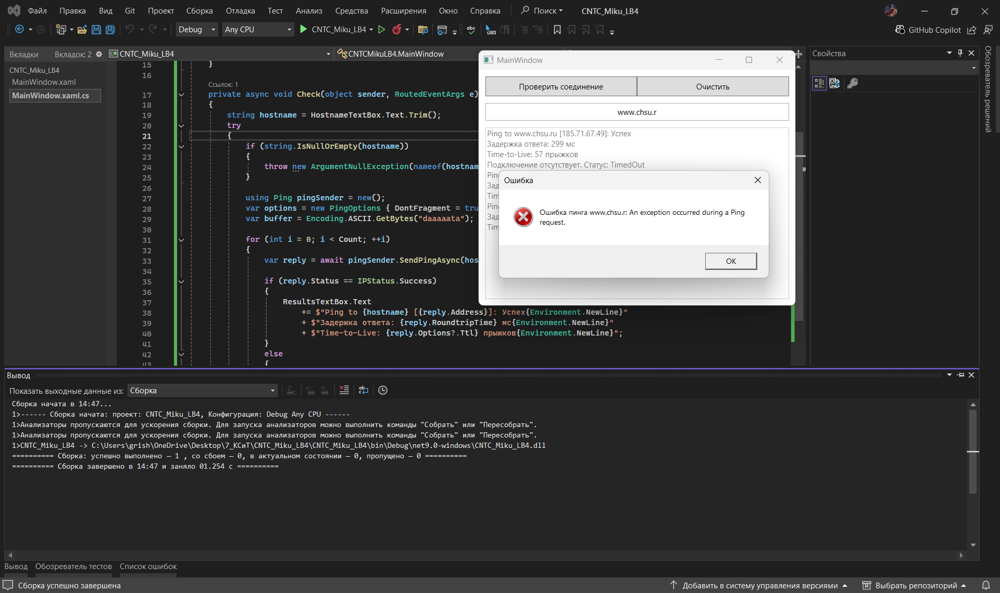 Файл Правка Вид Git Проект Сборка Отладка Тест Анализ Средства Расширения Окно Справка Поиск CNTC_Miku_LB4
Debug Any CPU CNTC_Miku_LB4 GitHub Copilot
Вкладки Вкладок: 2
CNTC_Miku_LB4
MainWindow.xaml
MainWindow.xaml.cs
CNTC_Miku_LB4 CNTCMikuLB4.MainWindow
15 }
16
Ссылок: 1
17 private async void Check(object sender, RoutedEventArgs e)
18 {
19 string hostname = HostnameTextBox.Text.Trim();
20 try
21 {
22 if (string.IsNullOrEmpty(hostname))
23 {
24 throw new ArgumentNullException(nameof(hostnam
25 }
26
27 using Ping pingSender = new();
28 var options = new PingOptions { DontFragment = tru
29 var buffer = Encoding.ASCII.GetBytes("daaaaata");
30
31 for (int i = 0; i < Count; ++i)
32 {
33 var reply = await pingSender.SendPingAsync(hos
34
35 if (reply.Status == IPStatus.Success)
36 {
37 ResultsTextBox.Text
38 += $"Ping to {hostname} [{reply.Address}]: Успех{Environment.NewLine}"
39 + $"Задержка ответа: {reply.RoundtripTime} мс{Environment.NewLine}"
40 + $"Time-to-Live: {reply.Options?.Ttl} прыжков{Environment.NewLine}";
41 }
42 else
43 {
MainWindow
Проверить соединение Очистить
www.chsu.r
Ping to www.chsu.ru [185.71.67.49]: Успех
Задержка ответа: 299 мс
Time-to-Live: 57 прыжков
Подключение отсутствует. Статус: TimedOut
Ping
Зад
Tim
Ping
Зад
Tim
Ошибка
Ошибка пинга www.chsu.r: An exception occurred during a Ping
request.
OK
Свойства
Обозреватель решений
Вывод
Показать выходные данные из: Сборка
Сборка начата в 14:47...
1>------ Сборка начата: проект: CNTC_Miku_LB4, Конфигурация: Debug Any CPU ------
1>Анализаторы пропускаются для ускорения сборки. Для запуска анализаторов можно выполнить команды "Собрать" или "Пересобрать".
1>Анализаторы пропускаются для ускорения сборки. Для запуска анализаторов можно выполнить команды "Собрать" или "Пересобрать".
1>CNTC_Miku_LB4 -> C:\Users\grish\OneDrive\Desktop\7_КСиТ\CNTC_Miku_LB4\CNTC_Miku_LB4\bin\Debug\net9.0-windows\CNTC_Miku_LB4.dll
========== Сборка: успешно выполнено — 1 , со сбоем — 0, в актуальном состоянии — 0, пропущено — 0 ==========
========== Сборка завершено в 14:47 и заняло 01.254 с ==========
Вывод Обозреватель тестов Список ошибок
Сборка успешно завершена Добавить в систему управления версиями Выбрать репозиторий